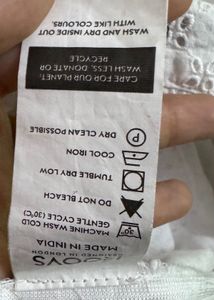 DESIGNED IN LONDON
MADE IN INDIA
MACHINE WASH COLD
GENTLE CYCLE (30°C)
30°
DO NOT BLEACH
TUMBLE DRY LOW
COOL IRON
P
DRY CLEAN POSSIBLE
CARE FOR OUR PLANET:
WASH LESS, DONATE OR
RECYCLE
WASH AND DRY INSIDE OUT
WITH LIKE COLOURS.